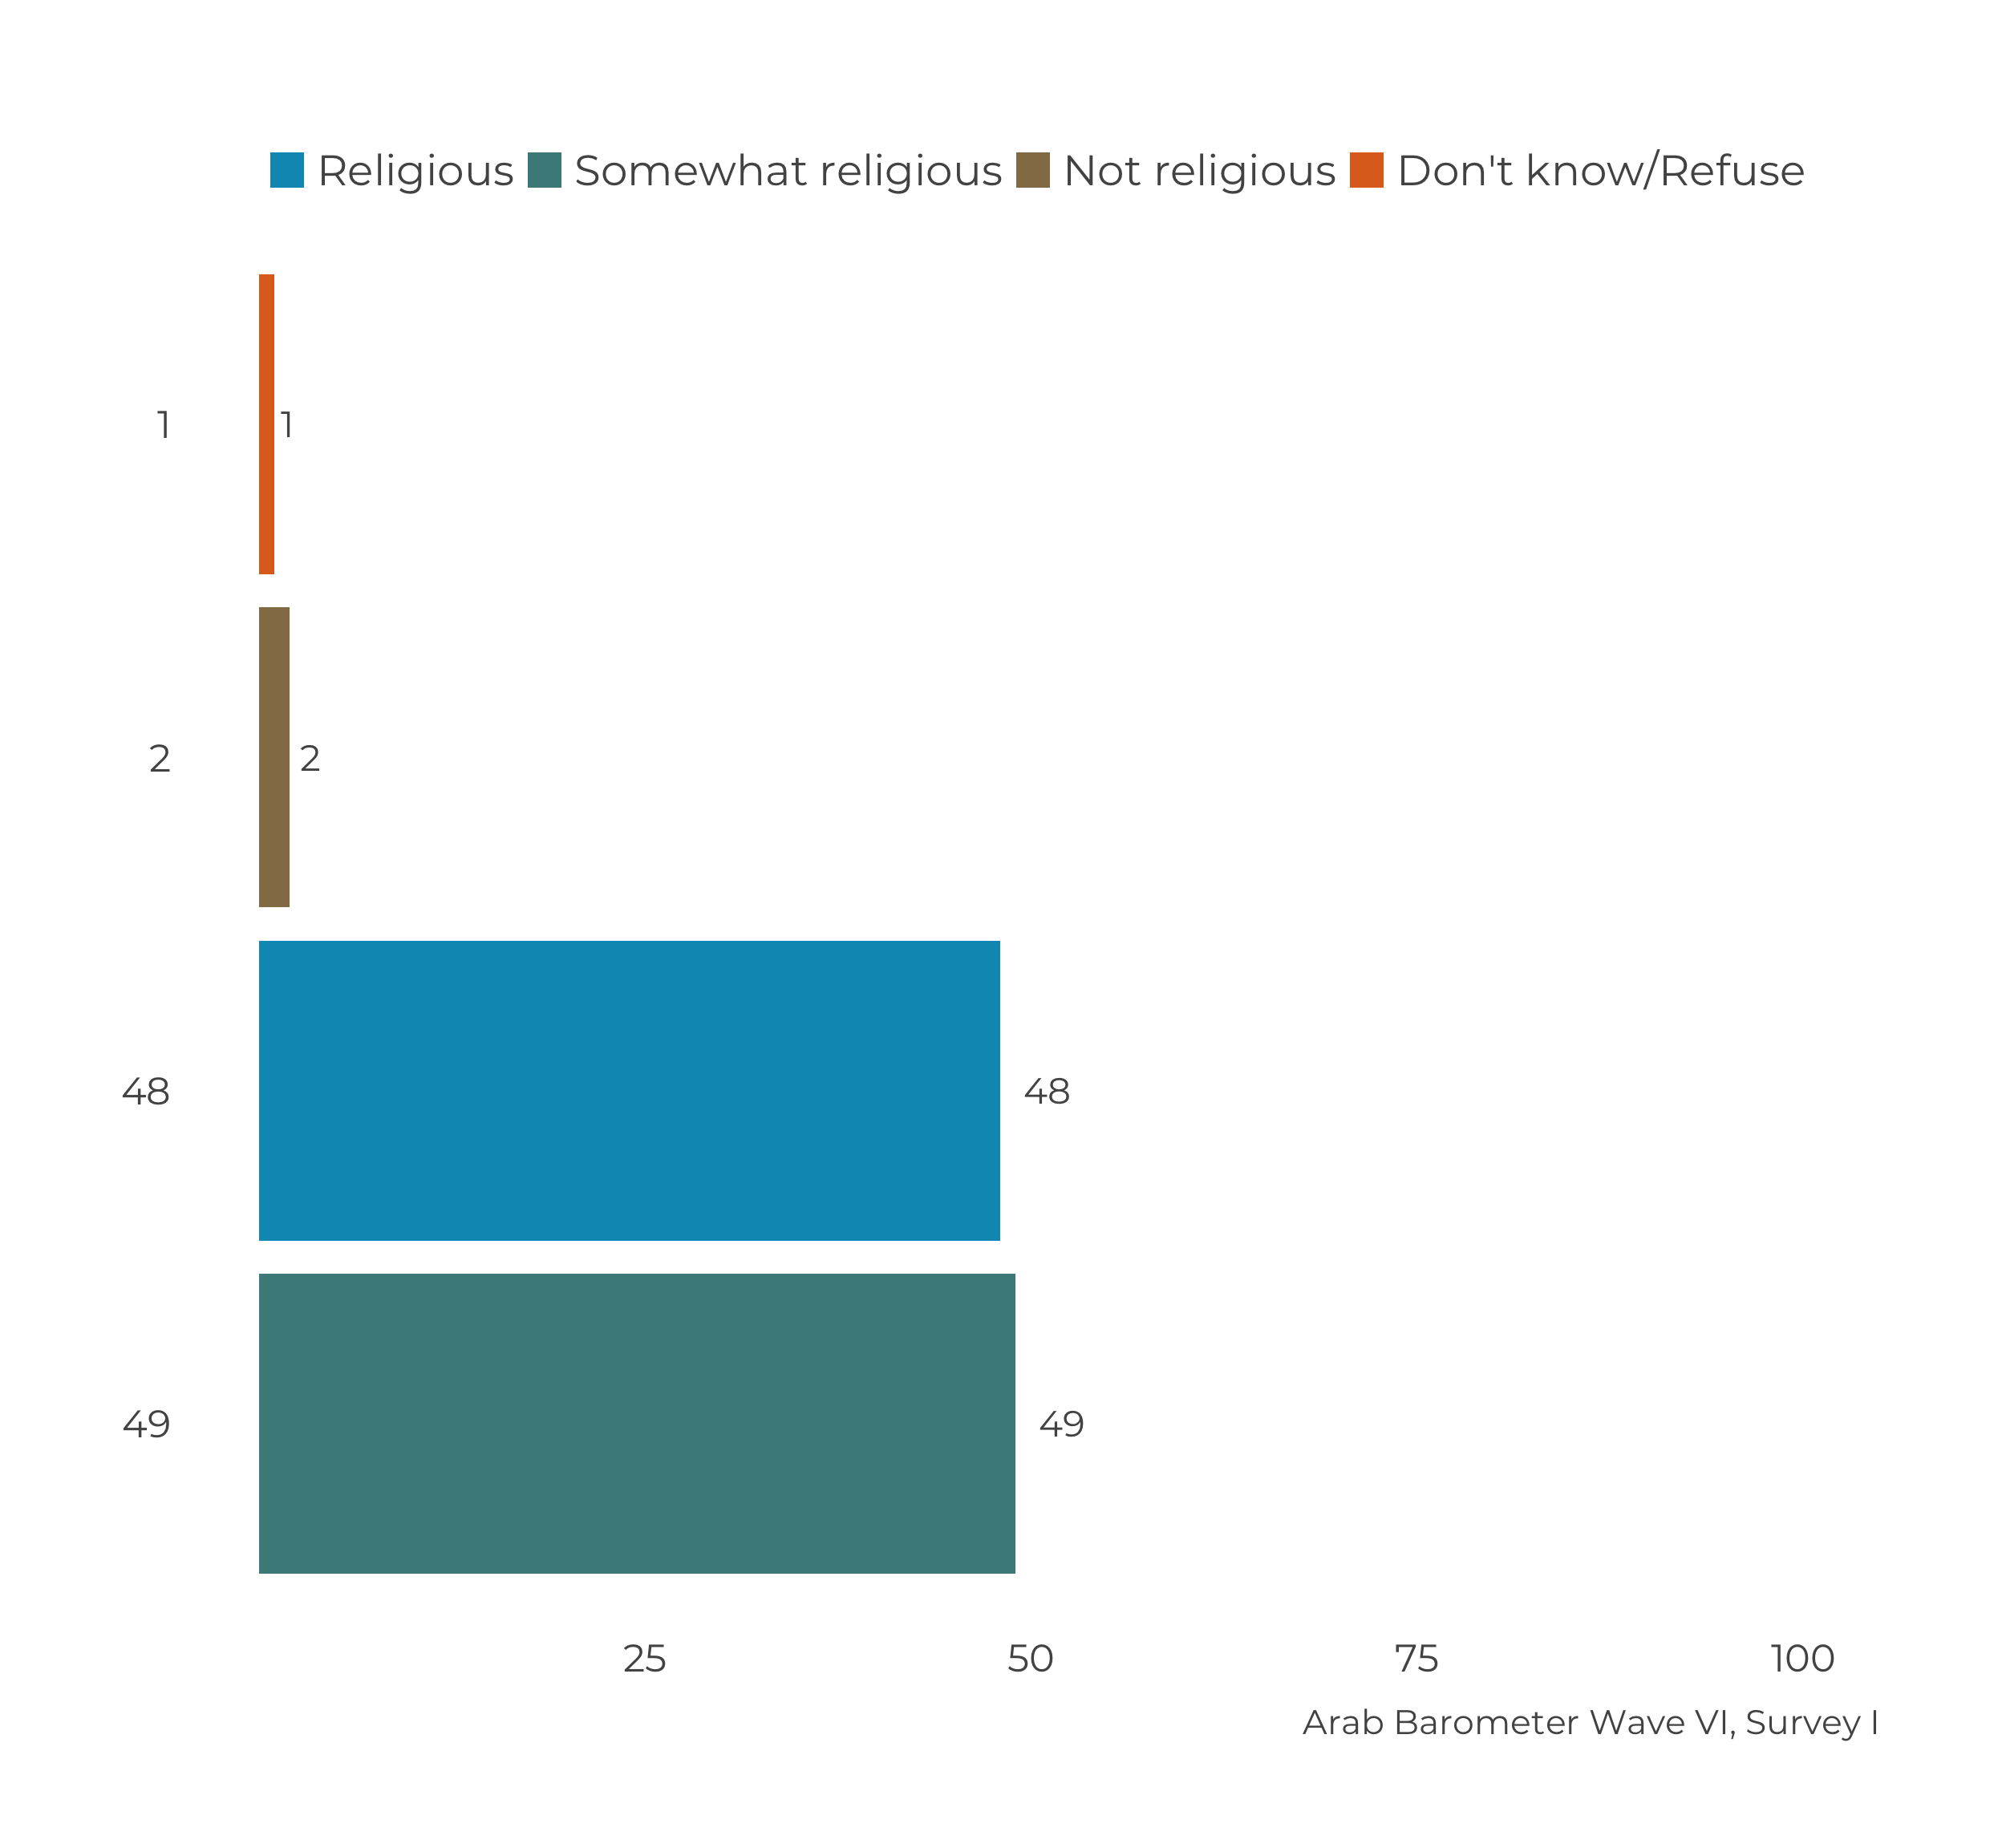 Religious Somewhat religious Not religious Don't know/Refuse
1 1
2 2
48 48
49 49
25 50 75 100
Arab Barometer Wave VI, Survey I